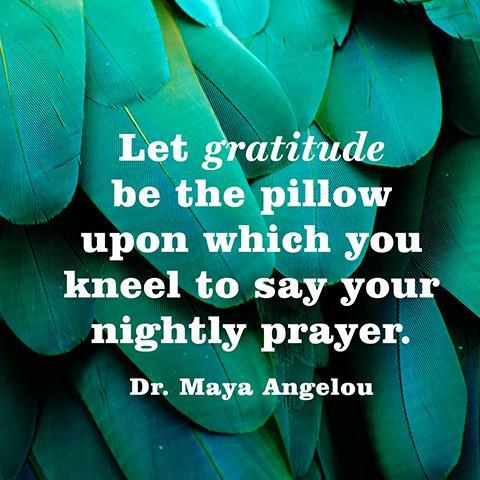 Let gratitude
be the pillow
upon which you
kneel to say your
nightly prayer.
Dr. Maya Angelou